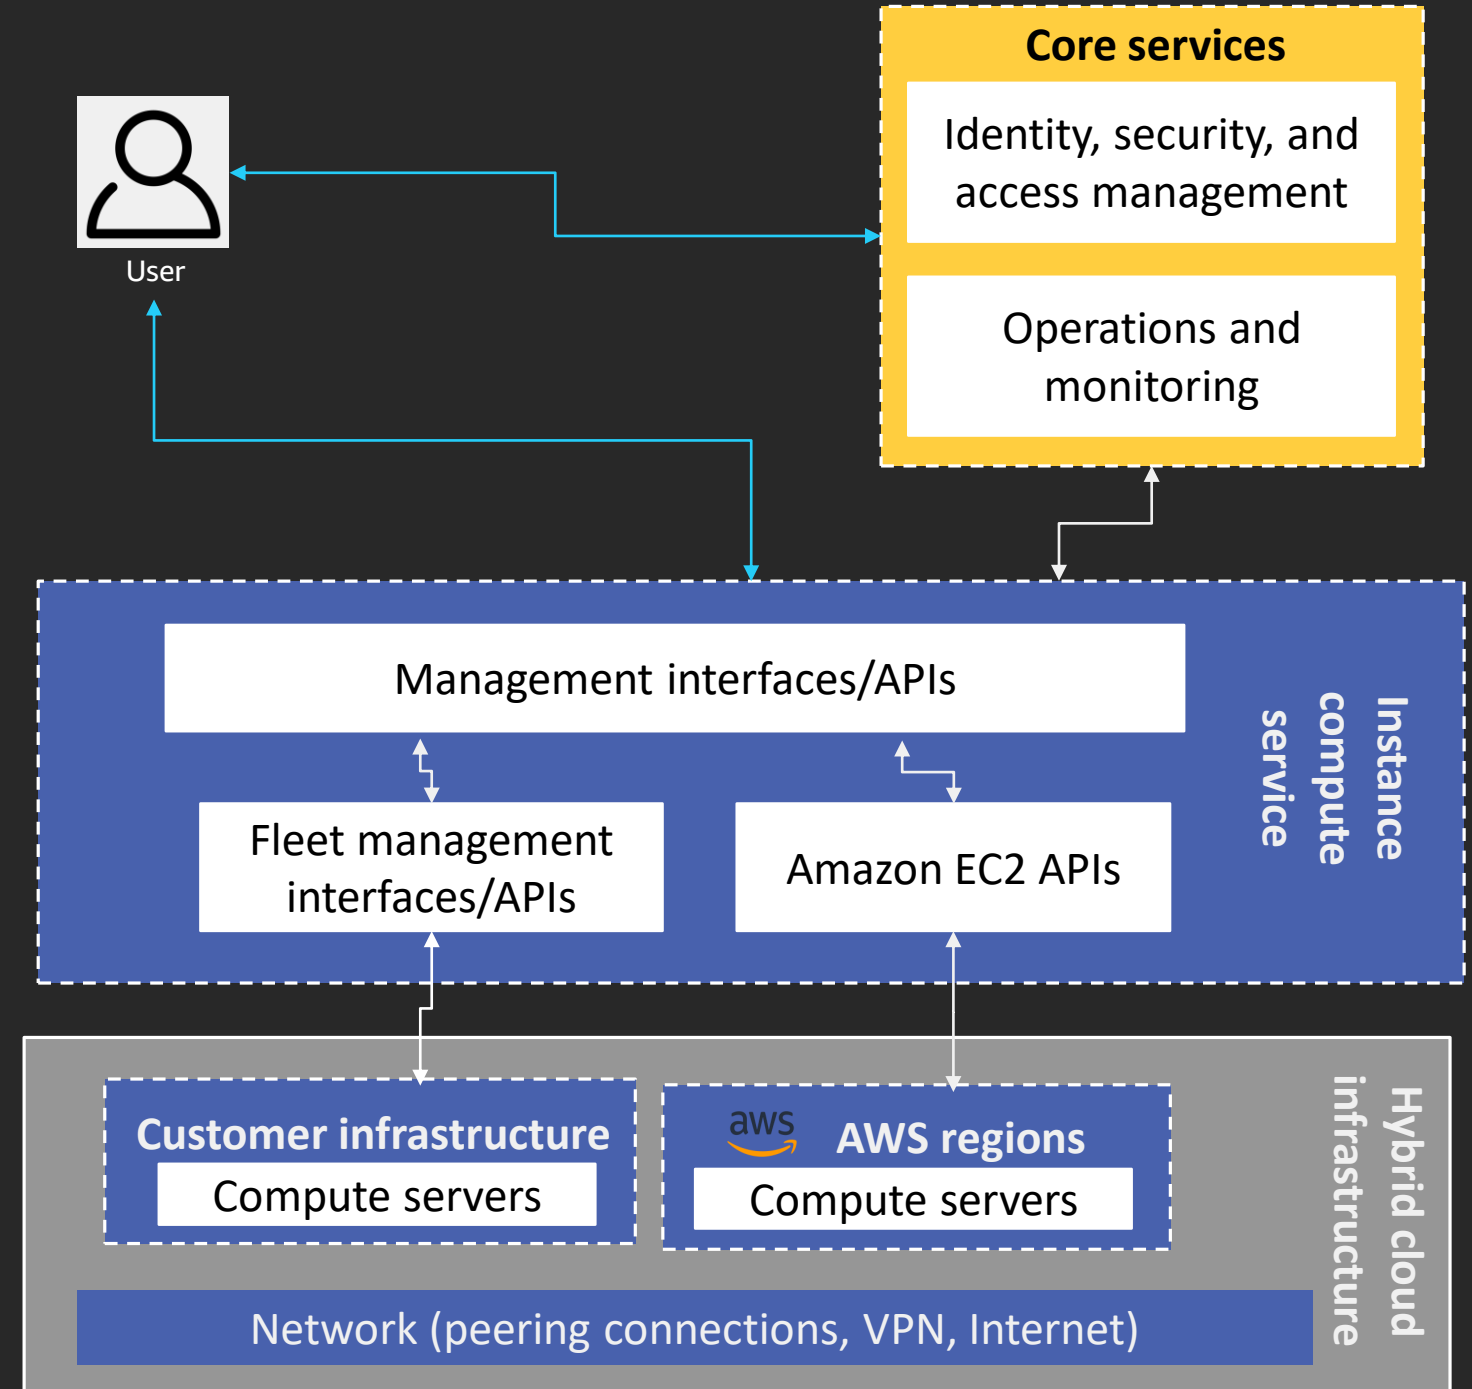 Core services
Identity, security, and
access management
User
Operations and
monitoring
Management interfaces/APIs
Instance
compute
service
Fleet management
interfaces/APIs
Amazon EC2 APIs
Customer infrastructure
Compute servers
aws
AWS regions
Compute servers
Hybrid cloud
infrastructure
Network (peering connections, VPN, Internet)